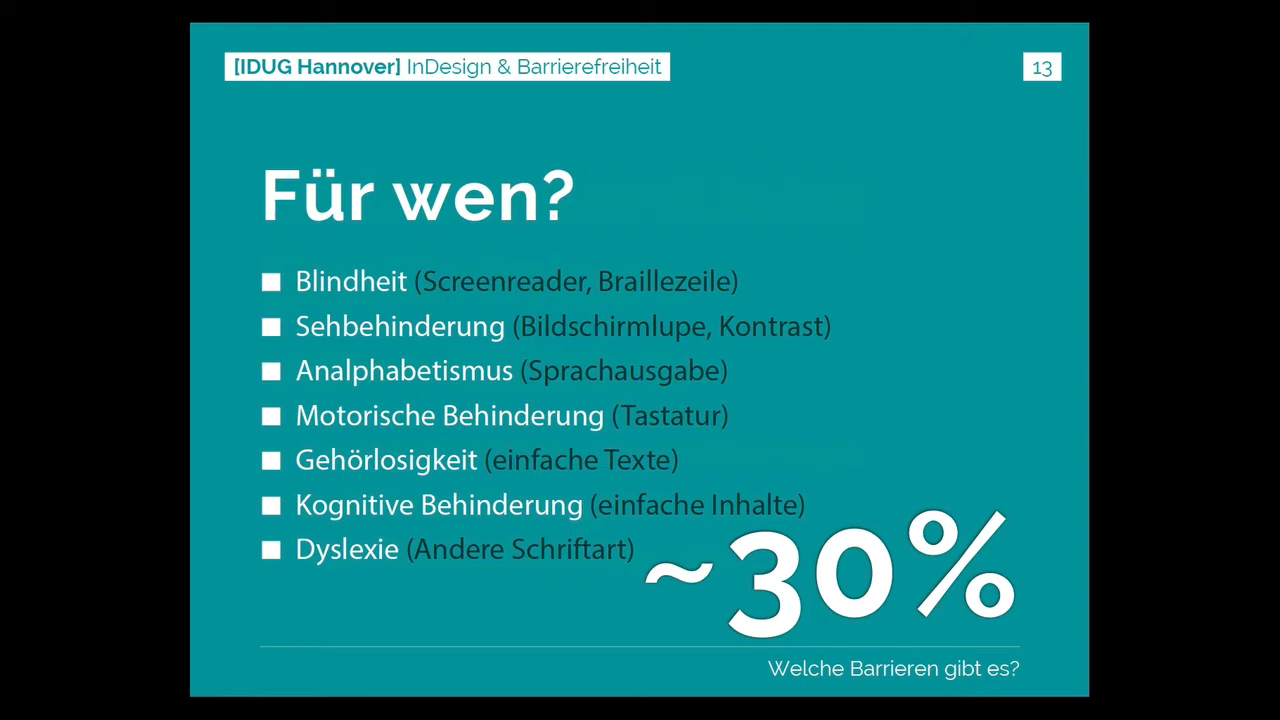 [IDUG Hannover] InDesign & Barrierefreiheit
13
Für wen?
Blindheit (Screenreader, Braillezeile)
Sehbehinderung (Bildschirmlupe, Kontrast)
Analphabetismus (Sprachausgabe)
Motorische Behinderung (Tastatur)
Gehörlosigkeit (einfache Texte)
Kognitive Behinderung (einfache Inhalte)
Dyslexie (Andere Schriftart)
~30%
Welche Barrieren gibt es?